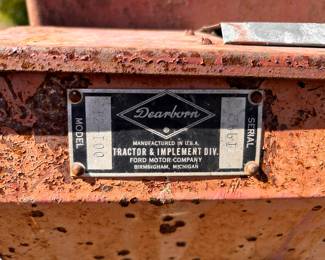 Dearborn
MANUFACTURED IN U.S.A.
TRACTOR & IMPLEMENT DIV.
FORD MOTOR COMPANY
BIRMINGHAM, MICHIGAN
MODEL
SERIAL